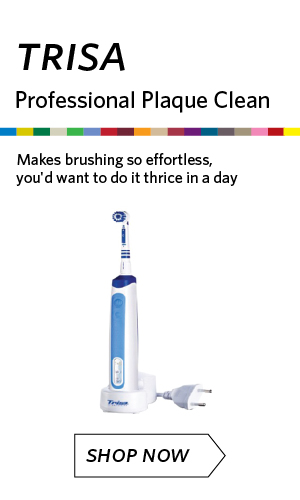 TRISA
Professional Plaque Clean
Makes brushing so effortless,
you'd want to do it thrice in a day
Trisa
SHOP NOW